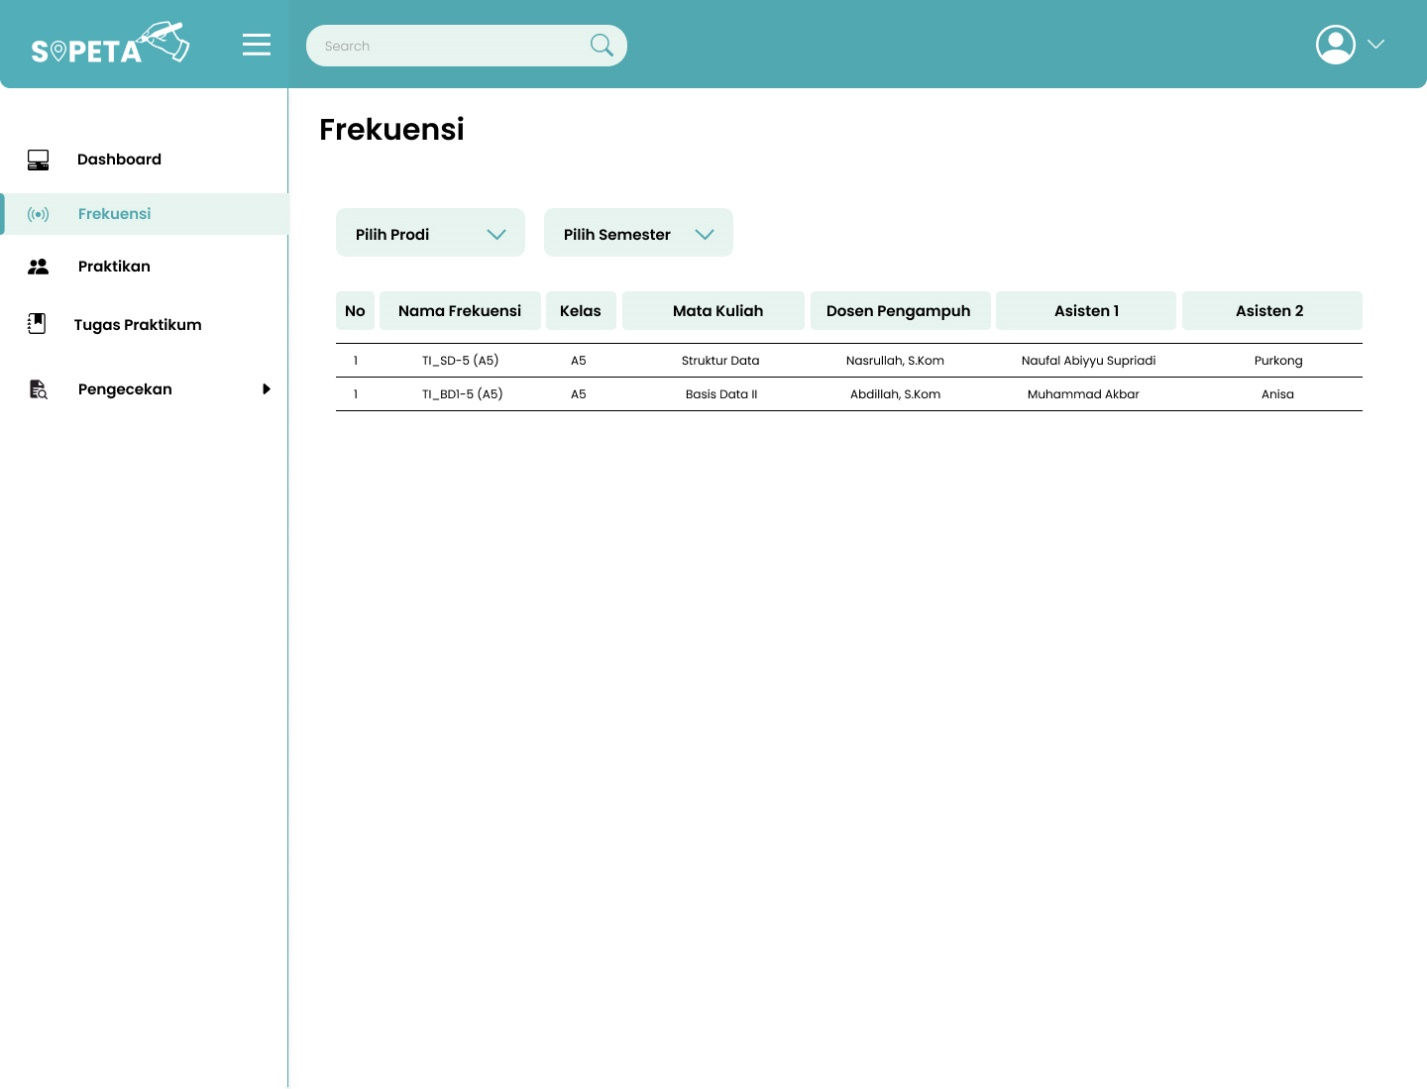 SOPETA
Search
Frekuensi
Dashboard
Frekuensi
Praktikan
Tugas Praktikum
Pengecekan
Pilih Prodi
Pilih Semester
No Nama Frekuensi Kelas Mata Kuliah Dosen Pengampuh Asisten 1 Asisten 2
1 TI_SD-5 (A5) A5 Struktur Data Nasrullah, S.Kom Naufal Abiyyu Supriadi Purkong
1 TI_BD1-5 (A5) A5 Basis Data II Abdillah, S.Kom Muhammad Akbar Anisa